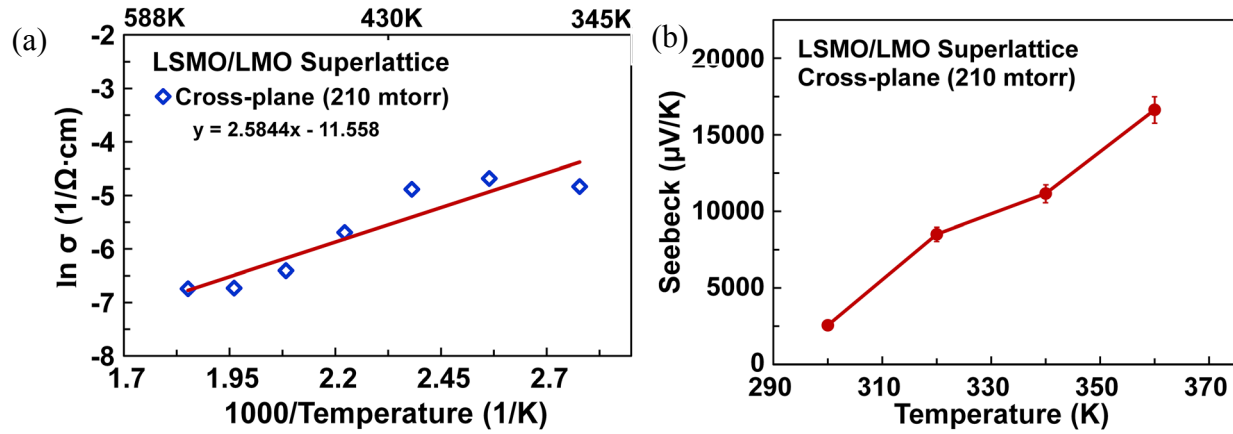 (a)
588K 430K 345K
LSMO/LMO Superlattice
Cross-plane (210 mtorr)
y = 2.5844x - 11.558
ln σ (1/Ω·cm)
-2
-4
-5
-6
-7
-8
1.7 1.95 2.2 2.45 2.7
1000/Temperature (1/K)
(b)
LSMO/LMO Superlattice
Cross-plane (210 mtorr)
Seebeck (µV/K)
20000
15000
10000
5000
0
290 310 330 350 370
Temperature (K)